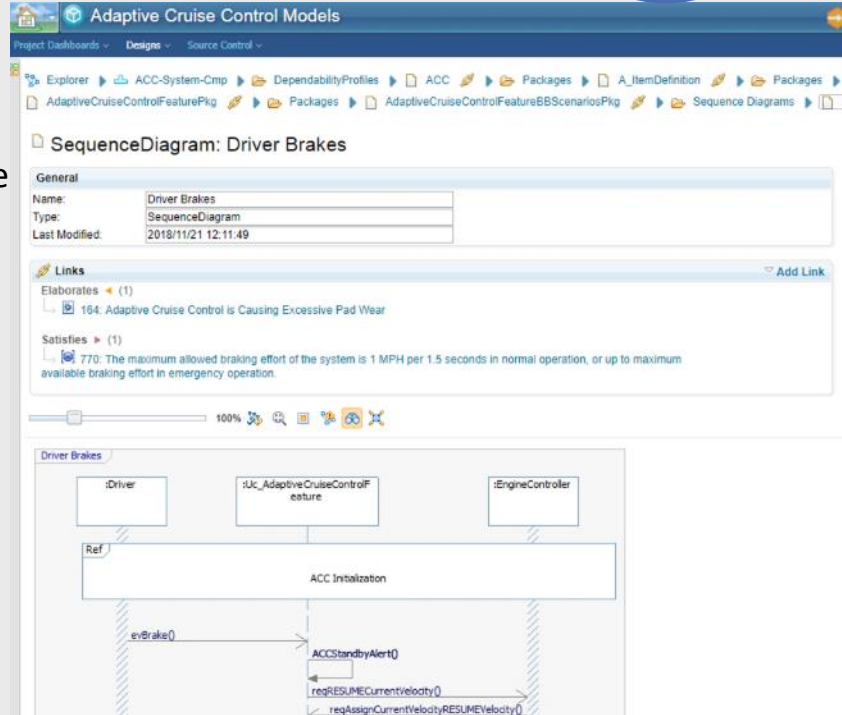 Adaptive Cruise Control Models
Project Dashboards Designs Source Control
Explorer ACC-System-Cmp DependabilityProfiles ACC Packages A_ItemDefinition Packages
AdaptiveCruiseControlFeaturePkg Packages AdaptiveCruiseControlFeatureBBScenariosPkg Sequence Diagrams
SequenceDiagram: Driver Brakes
e
General
Name: Driver Brakes
Type: SequenceDiagram
Last Modified: 2018/11/21 12:11:49
Links Add Link
Elaborates (1)
164: Adaptive Cruise Control is Causing Excessive Pad Wear
Satisfies (1)
770: The maximum allowed braking effort of the system is 1 MPH per 1.5 seconds in normal operation, or up to maximum
available braking effort in emergency operation.
100%
Driver Brakes
:Driver :Uc_AdaptiveCruiseControlF :EngineController
eature
Ref
ACC Initialization
evBrake()
ACCStandbyAlert()
reqRESUMECurrentVelocity()
reqAssignCurrentVelocityRESUMEVelocity()